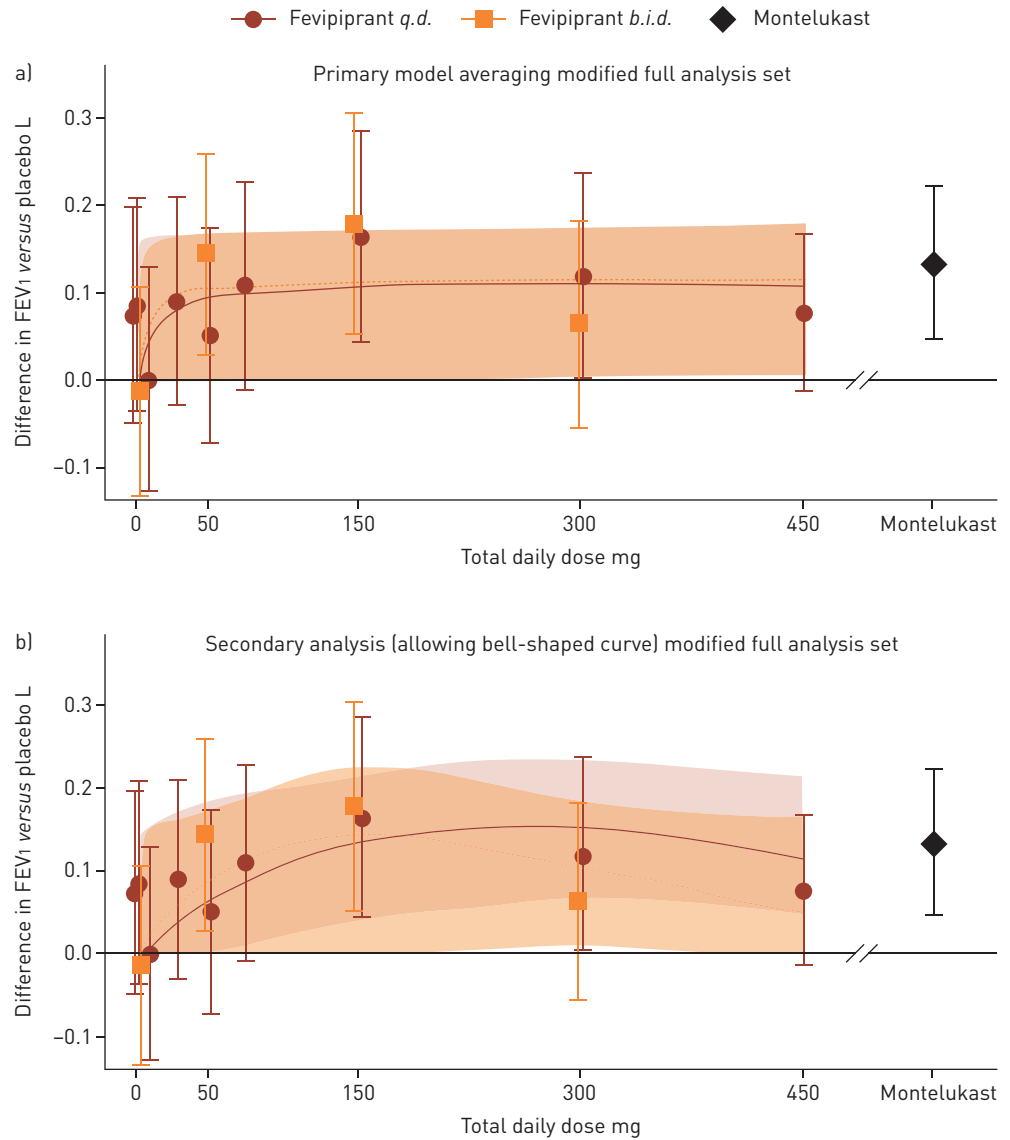 Fevipiprant q.d. Fevipiprant b.i.d. Montelukast
a) Primary model averaging modified full analysis set
Difference in FEV1 versus placebo L
0.3
0.2
0.1
0.0
–0.1
0 50 150 300 450 Montelukast
Total daily dose mg
b) Secondary analysis (allowing bell-shaped curve) modified full analysis set
Difference in FEV1 versus placebo L
0.3
0.2
0.1
0.0
–0.1
0 50 150 300 450 Montelukast
Total daily dose mg